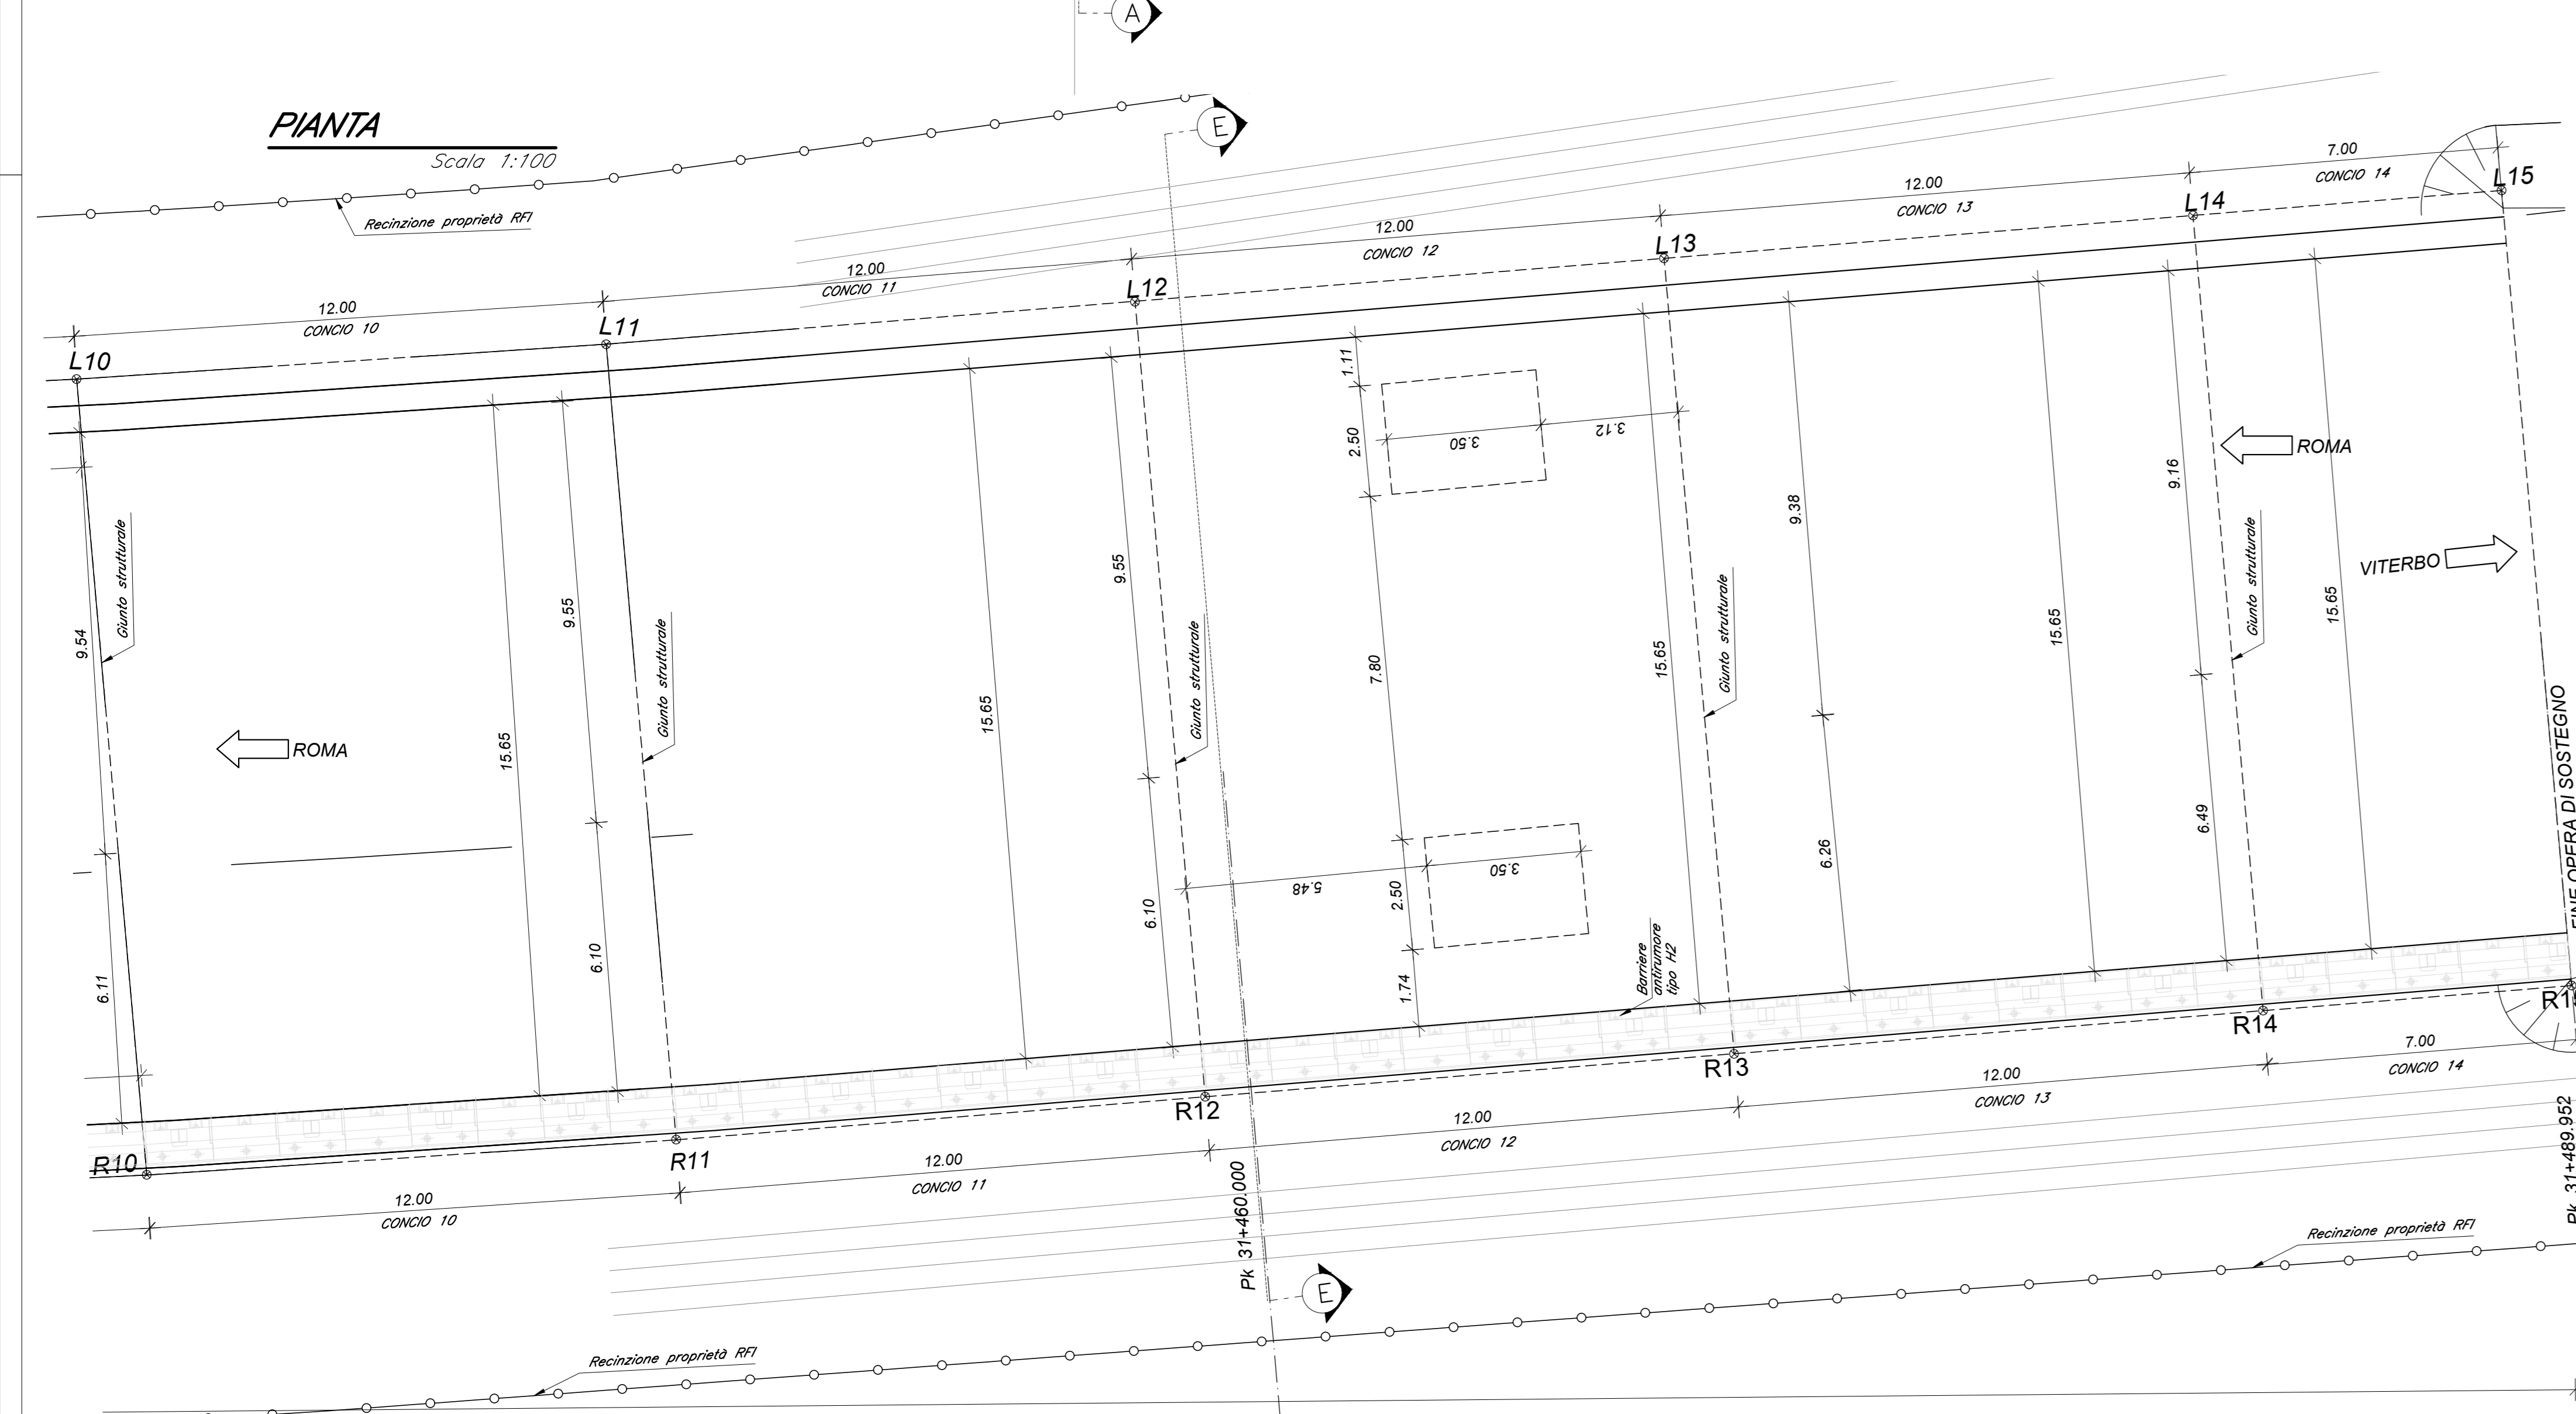 A
PIANTA
Scala 1:100
E
Recinzione proprietà RFI
12.00
CONCIO 10
12.00
CONCIO 11
12.00
CONCIO 12
12.00
CONCIO 13
7.00
CONCIO 14
L10
L11
L12
L13
L14
L15
9.54
6.11
Giunto strutturale
ROMA
15.65
9.55
6.10
Giunto strutturale
15.65
9.55
6.10
Giunto strutturale
1.11
2.50
3.50
3.12
7.80
5.48
3.50
2.50
1.74
15.65
Giunto strutturale
Barriere
antirumore
tipo H2
9.38
6.26
15.65
9.16
6.49
Giunto strutturale
ROMA
15.65
VITERBO
FINE OPERA DI SOSTEGNO
R10
R11
R12
R13
R14
12.00
CONCIO 10
12.00
CONCIO 11
12.00
CONCIO 12
12.00
CONCIO 13
7.00
CONCIO 14
Pk 31+460.000
Pk 31+489.952
E
Recinzione proprietà RFI
Recinzione proprietà RFI